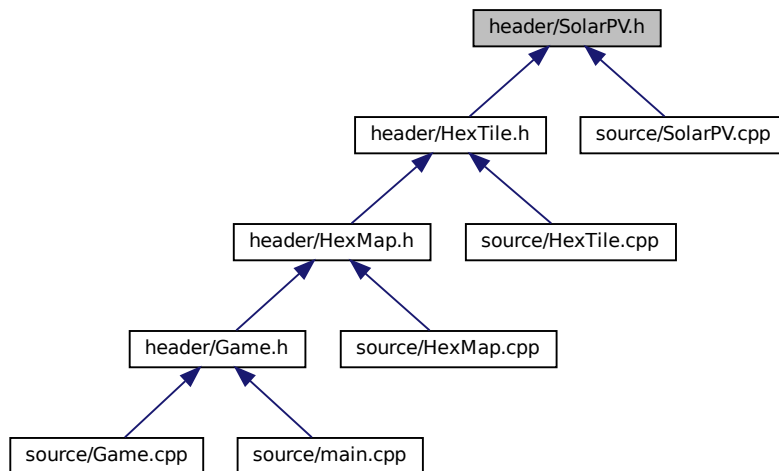 header/SolarPV.h
header/HexTile.h
source/SolarPV.cpp
header/HexMap.h
source/HexTile.cpp
header/Game.h
source/HexMap.cpp
source/Game.cpp
source/main.cpp